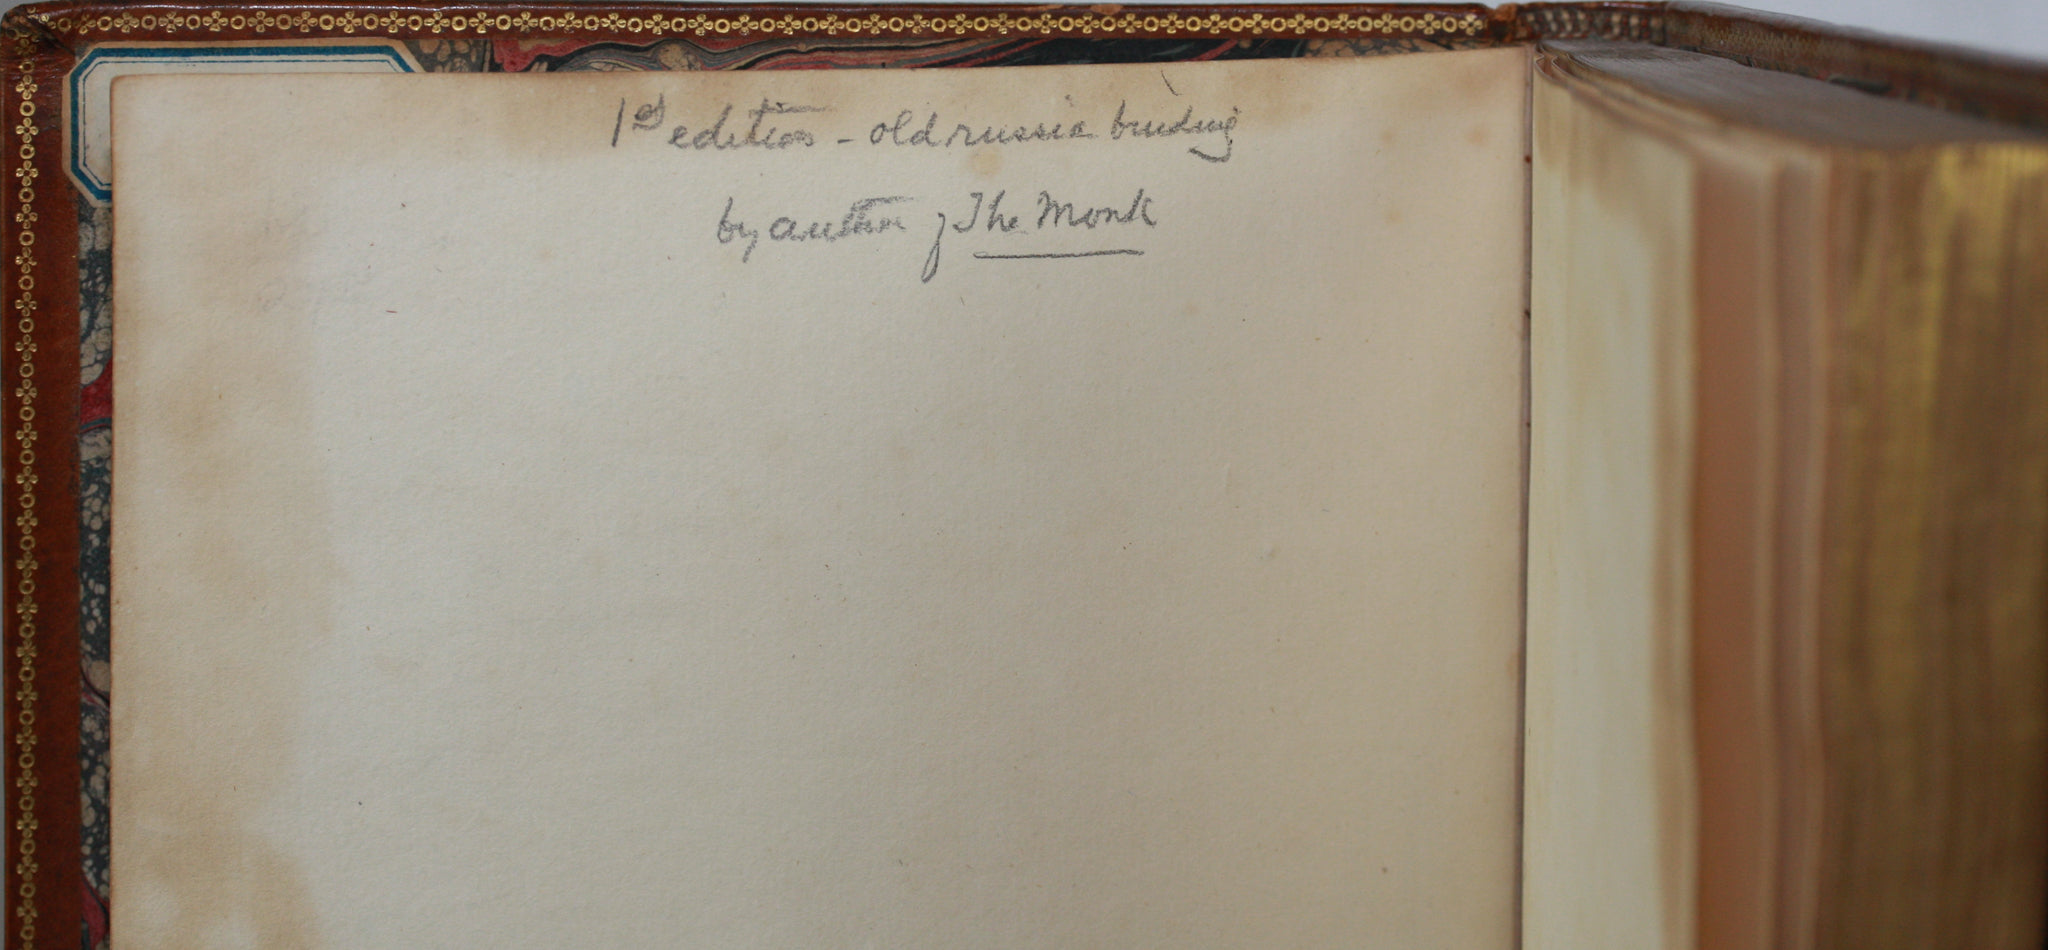 1st edition - old russia binding
by author of The Monk